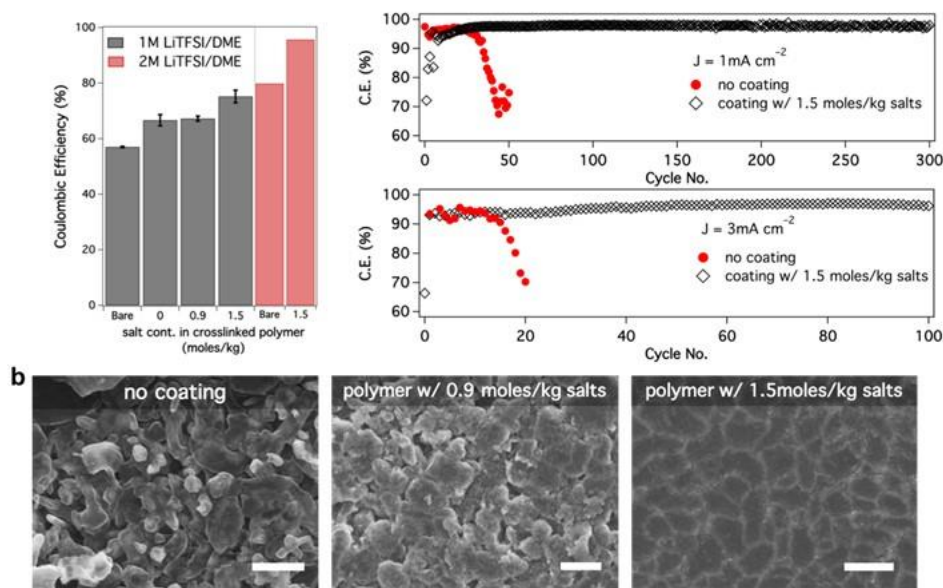 100
80
60
40
20
0
Coulombic Efficiency (%)
1M LiTFSI/DME
2M LiTFSI/DME
Bare 0 0.9 1.5 Bare 1.5
salt cont. in crosslinked polymer
(moles/kg)
100
90
80
70
60
C.E. (%)
J = 1mA cm⁻²
no coating
coating w/ 1.5 moles/kg salts
0 50 100 150 200 250 300
Cycle No.
100
90
80
70
60
C.E. (%)
J = 3mA cm⁻²
no coating
coating w/ 1.5 moles/kg salts
0 20 40 60 80 100
Cycle No.
b
no coating
polymer w/ 0.9 moles/kg salts
polymer w/ 1.5moles/kg salts